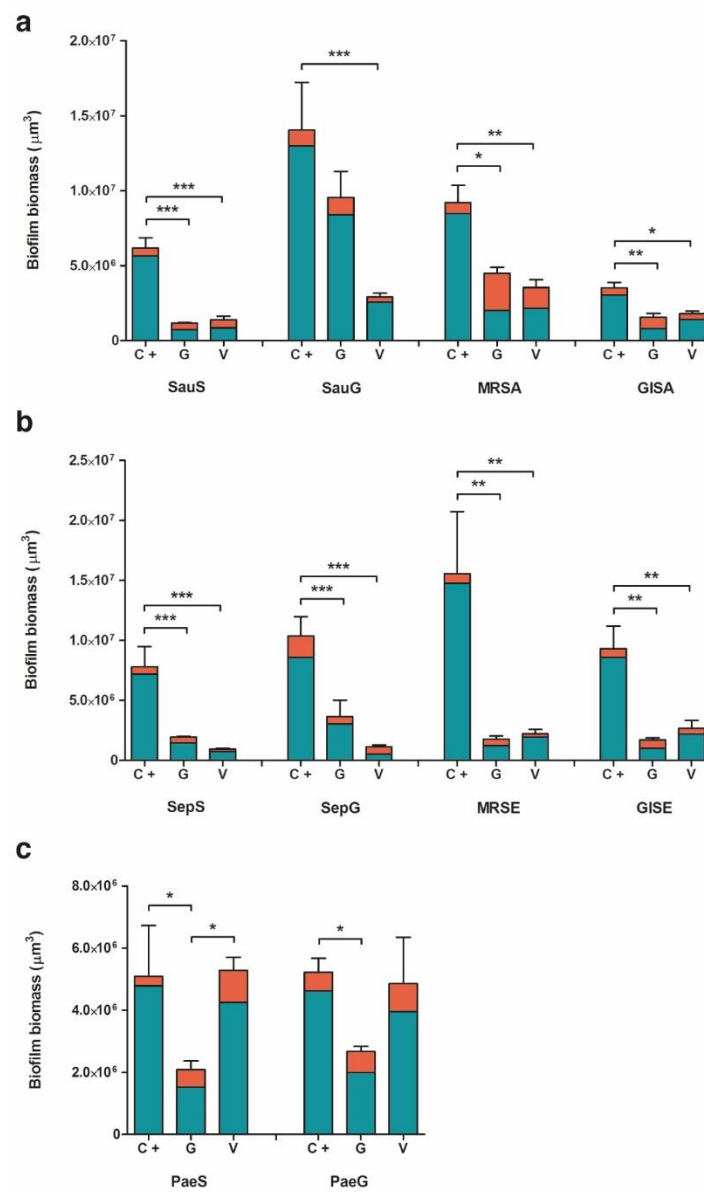 a
Biofilm biomass (μm³)
2.0×10⁷
1.5×10⁷
1.0×10⁷
5.0×10⁶
0
***
***
***
**
*
*
**
C + G V C + G V C + G V C + G V
SauS SauG MRSA GISA
b
Biofilm biomass (μm³)
2.5×10⁷
2.0×10⁷
1.5×10⁷
1.0×10⁷
5.0×10⁶
0
***
***
***
***
**
**
**
**
C + G V C + G V C + G V C + G V
SepS SepG MRSE GISE
c
Biofilm biomass (μm³)
8.0×10⁶
6.0×10⁶
4.0×10⁶
2.0×10⁶
0
*
*
*
C + G V C + G V
PaeS PaeG